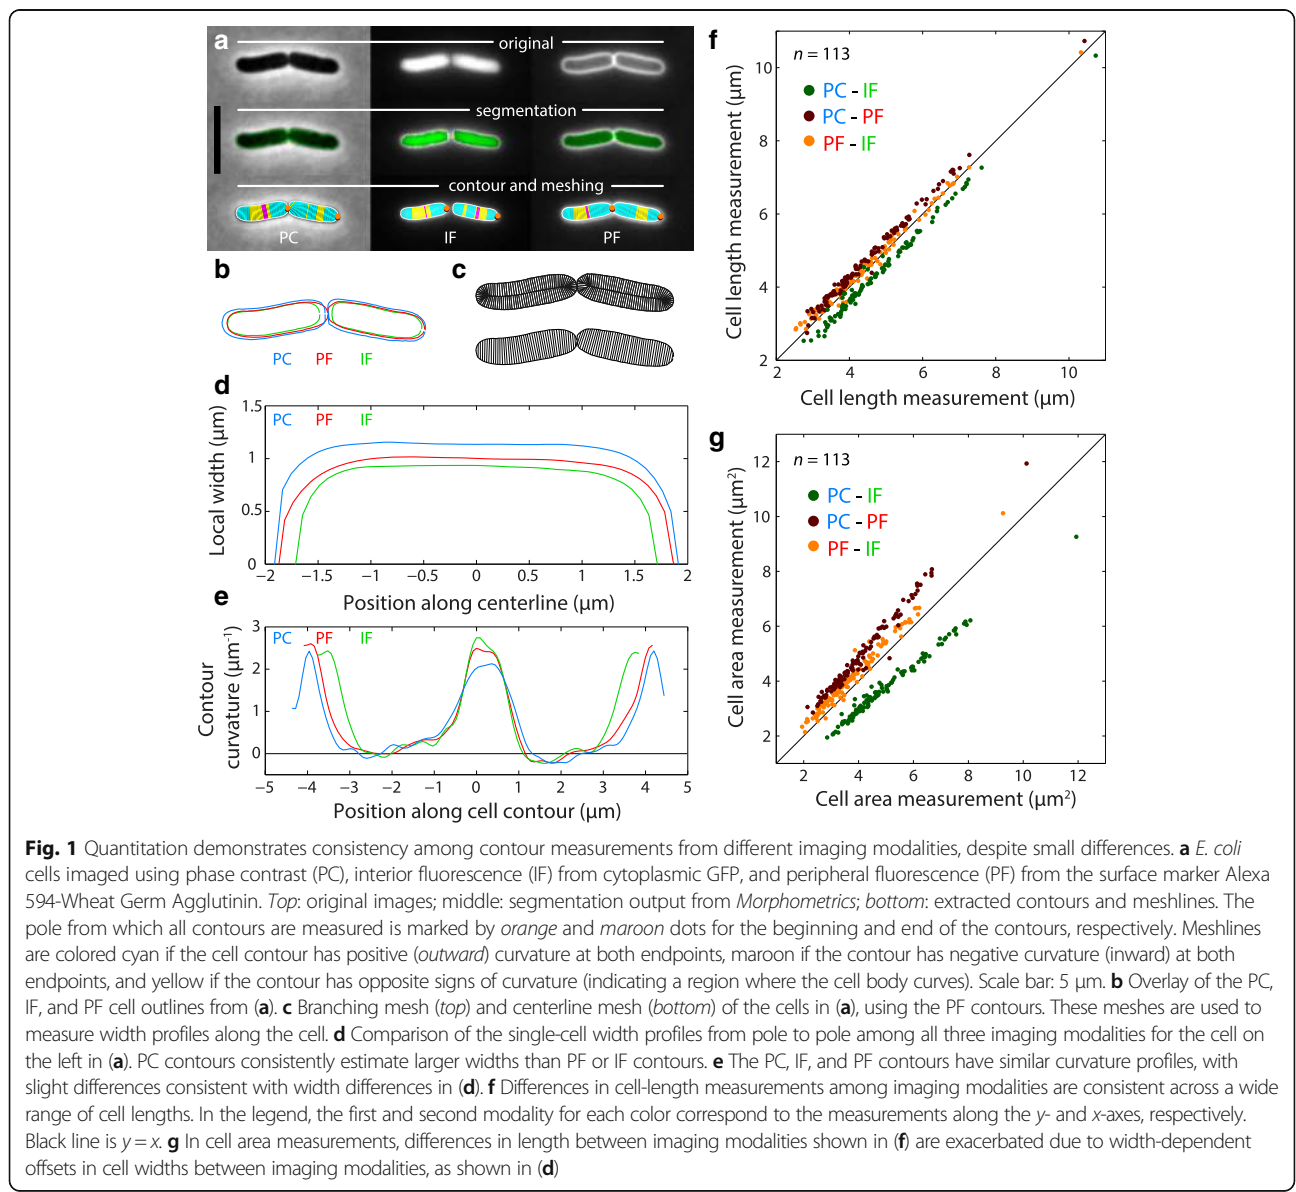 a
original
segmentation
contour and meshing
PC IF PF
b
PC PF IF
c
d
PC PF IF
Local width (µm)
1.5
1
0.5
0
−2 −1.5 −1 −0.5 0 0.5 1 1.5 2
Position along centerline (µm)
e
PC PF IF
Contour
curvature (µm-1)
3
2
1
0
−5 −4 −3 −2 −1 0 1 2 3 4 5
Position along cell contour (µm)
f
n = 113
PC - IF
PC - PF
PF - IF
Cell length measurement (µm)
10
8
6
4
2
2 4 6 8 10
Cell length measurement (µm)
g
n = 113
PC - IF
PC - PF
PF - IF
Cell area measurement (µm2)
12
10
8
6
4
2
2 4 6 8 10 12
Cell area measurement (µm2)
Fig. 1 Quantitation demonstrates consistency among contour measurements from different imaging modalities, despite small differences. a E. coli
cells imaged using phase contrast (PC), interior fluorescence (IF) from cytoplasmic GFP, and peripheral fluorescence (PF) from the surface marker Alexa
594-Wheat Germ Agglutinin. Top: original images; middle: segmentation output from Morphometrics; bottom: extracted contours and meshlines. The
pole from which all contours are measured is marked by orange and maroon dots for the beginning and end of the contours, respectively. Meshlines
are colored cyan if the cell contour has positive (outward) curvature at both endpoints, maroon if the contour has negative curvature (inward) at both
endpoints, and yellow if the contour has opposite signs of curvature (indicating a region where the cell body curves). Scale bar: 5 µm. b Overlay of the PC,
IF, and PF cell outlines from (a). c Branching mesh (top) and centerline mesh (bottom) of the cells in (a), using the PF contours. These meshes are used to
measure width profiles along the cell. d Comparison of the single-cell width profiles from pole to pole among all three imaging modalities for the cell on
the left in (a). PC contours consistently estimate larger widths than PF or IF contours. e The PC, IF, and PF contours have similar curvature profiles, with
slight differences consistent with width differences in (d). f Differences in cell-length measurements among imaging modalities are consistent across a wide
range of cell lengths. In the legend, the first and second modality for each color correspond to the measurements along the y- and x-axes, respectively.
Black line is y = x. g In cell area measurements, differences in length between imaging modalities shown in (f) are exacerbated due to width-dependent
offsets in cell widths between imaging modalities, as shown in (d)